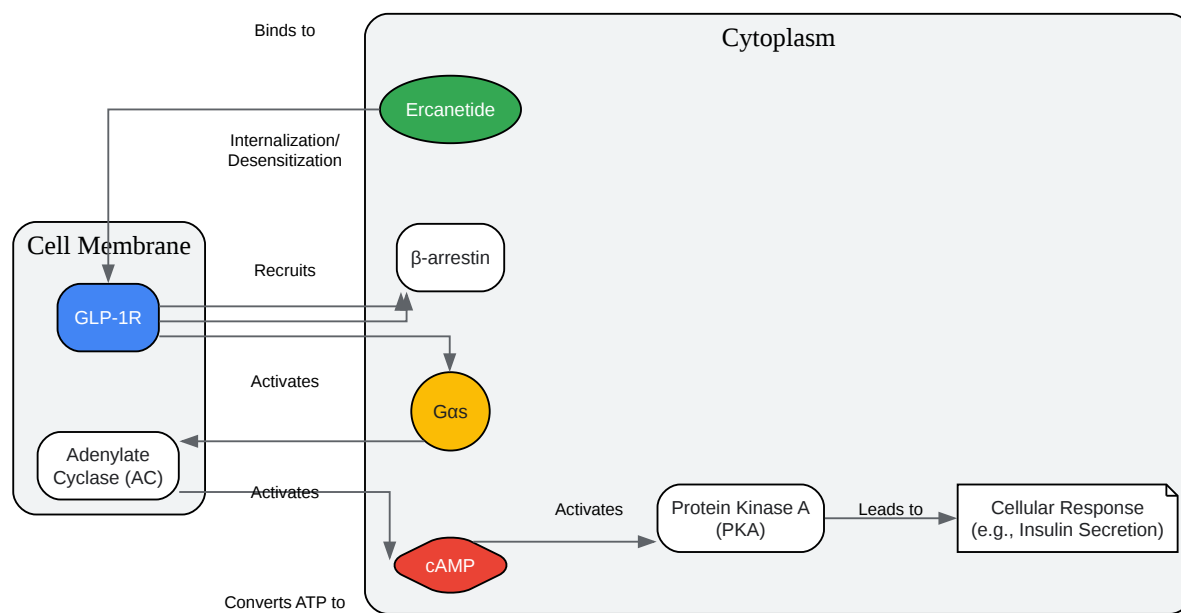 Binds to
Cytoplasm
Ercanetide
Internalization/
Desensitization
Cell Membrane
β-arrestin
Recruits
GLP-1R
Activates
Gαs
Adenylate
Cyclase (AC)
Activates
Activates
Protein Kinase A
(PKA)
Leads to
Cellular Response
(e.g., Insulin Secretion)
cAMP
Converts ATP to